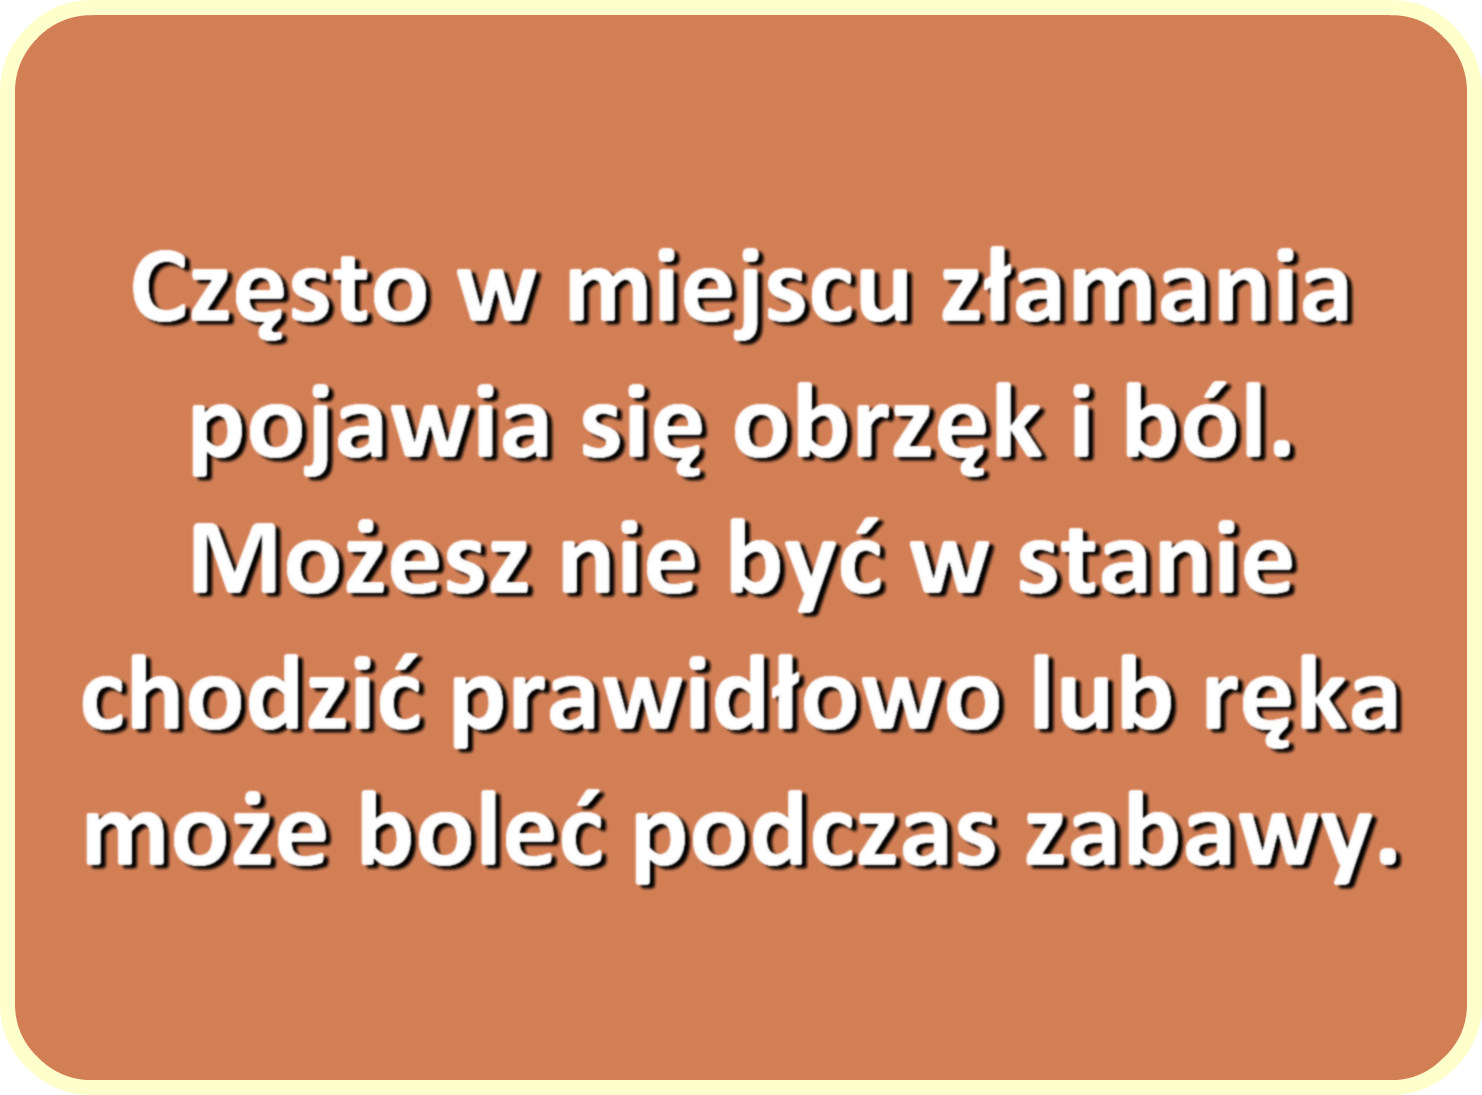 Często w miejscu złamania
pojawia się obrzęk i ból.
Możesz nie być w stanie
chodzić prawidłowo lub ręka
może boleć podczas zabawy.